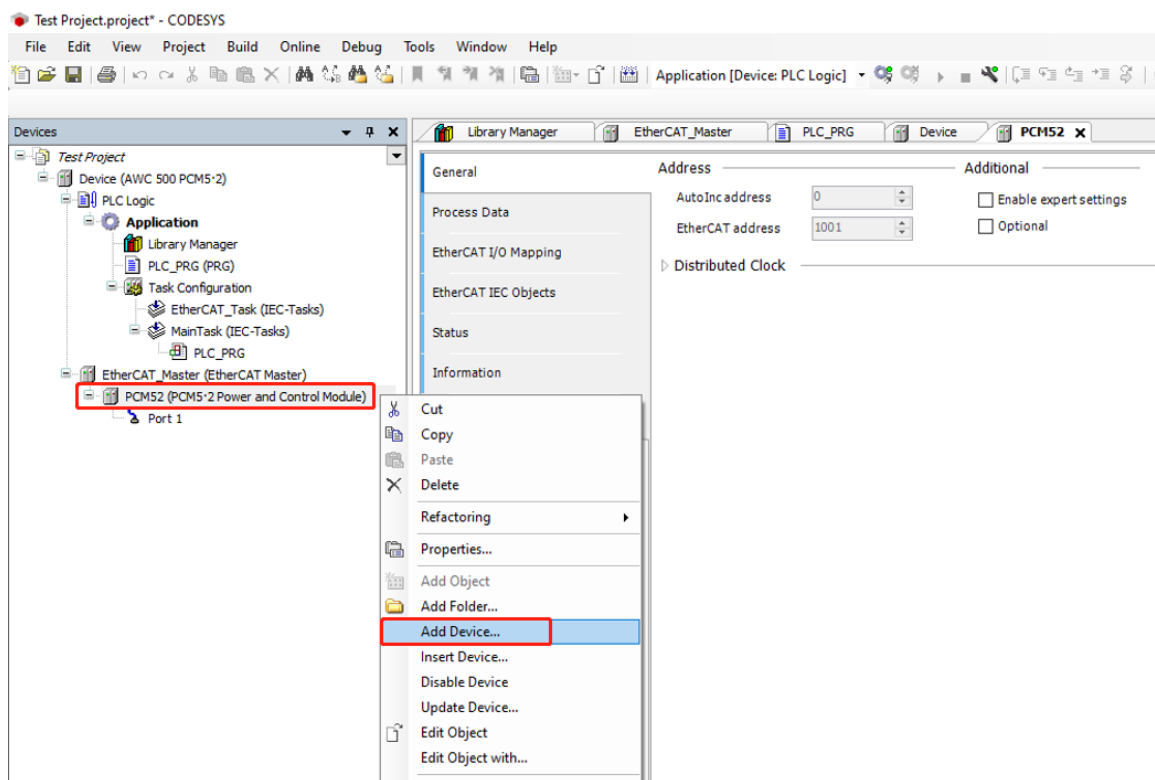 Test Project.project* - CODESYS
File Edit View Project Build Online Debug Tools Window Help
Application [Device: PLC Logic]
Devices
Test Project
Device (AWC 500 PCM5·2)
PLC Logic
Application
Library Manager
PLC_PRG (PRG)
Task Configuration
EtherCAT_Task (IEC-Tasks)
MainTask (IEC-Tasks)
PLC_PRG
EtherCAT_Master (EtherCAT Master)
PCM52 (PCM5·2 Power and Control Module)
Port 1
Library Manager EtherCAT_Master PLC_PRG Device PCM52
General
Process Data
EtherCAT I/O Mapping
EtherCAT IEC Objects
Status
Information
Address
AutoInc address 0
EtherCAT address 1001
Distributed Clock
Additional
Enable expert settings
Optional
Cut
Copy
Paste
Delete
Refactoring
Properties...
Add Object
Add Folder...
Add Device...
Insert Device...
Disable Device
Update Device...
Edit Object
Edit Object with...